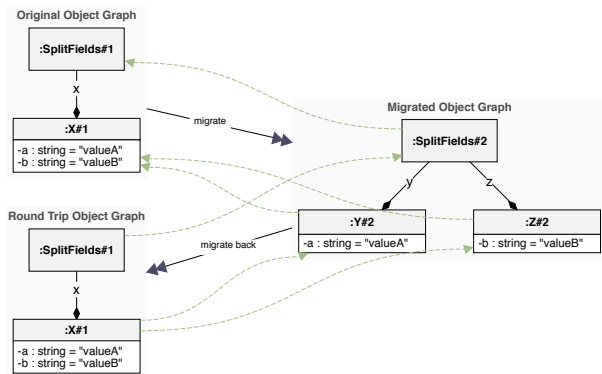 Original Object Graph
:SplitFields#1
x
:X#1
-a : string = "valueA"
-b : string = "valueB"
migrate
Migrated Object Graph
:SplitFields#2
y
z
:Y#2
-a : string = "valueA"
:Z#2
-b : string = "valueB"
Round Trip Object Graph
:SplitFields#1
x
:X#1
-a : string = "valueA"
-b : string = "valueB"
migrate back